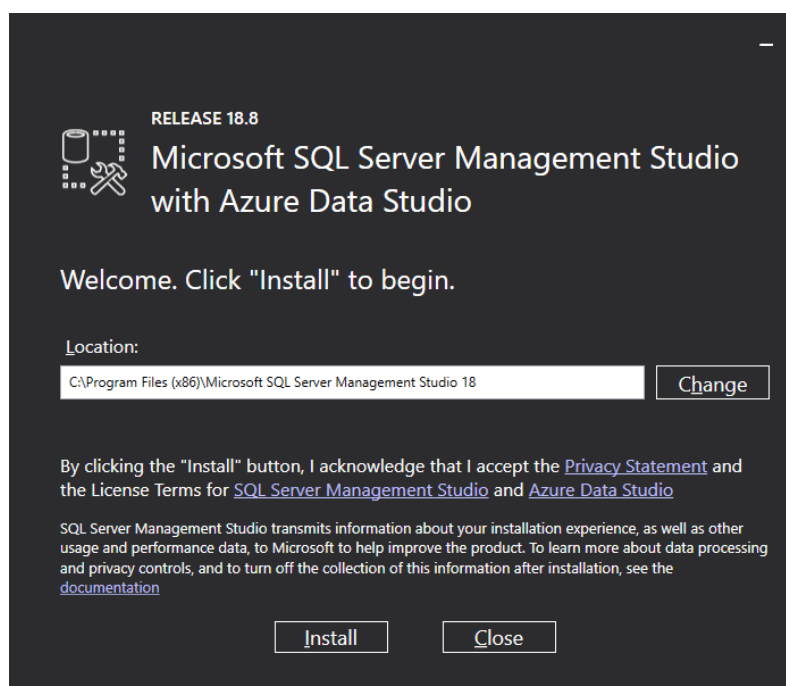 RELEASE 18.8
Microsoft SQL Server Management Studio
with Azure Data Studio
Welcome. Click "Install" to begin.
Location:
C:\Program Files (x86)\Microsoft SQL Server Management Studio 18
Change
By clicking the "Install" button, I acknowledge that I accept the Privacy Statement and
the License Terms for SQL Server Management Studio and Azure Data Studio
SQL Server Management Studio transmits information about your installation experience, as well as other
usage and performance data, to Microsoft to help improve the product. To learn more about data processing
and privacy controls, and to turn off the collection of this information after installation, see the
documentation
Install
Close